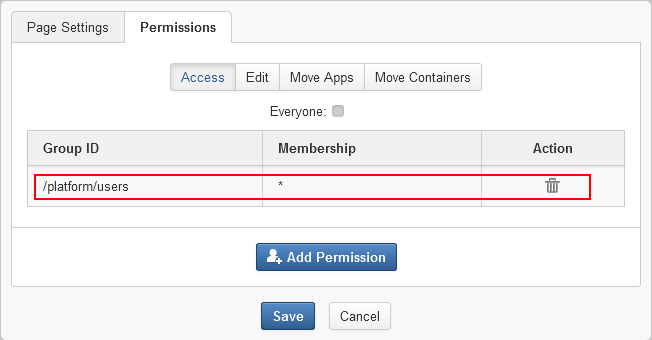 Page Settings Permissions
Access Edit Move Apps Move Containers
Everyone:
Group ID Membership Action
/platform/users *
Add Permission
Save Cancel